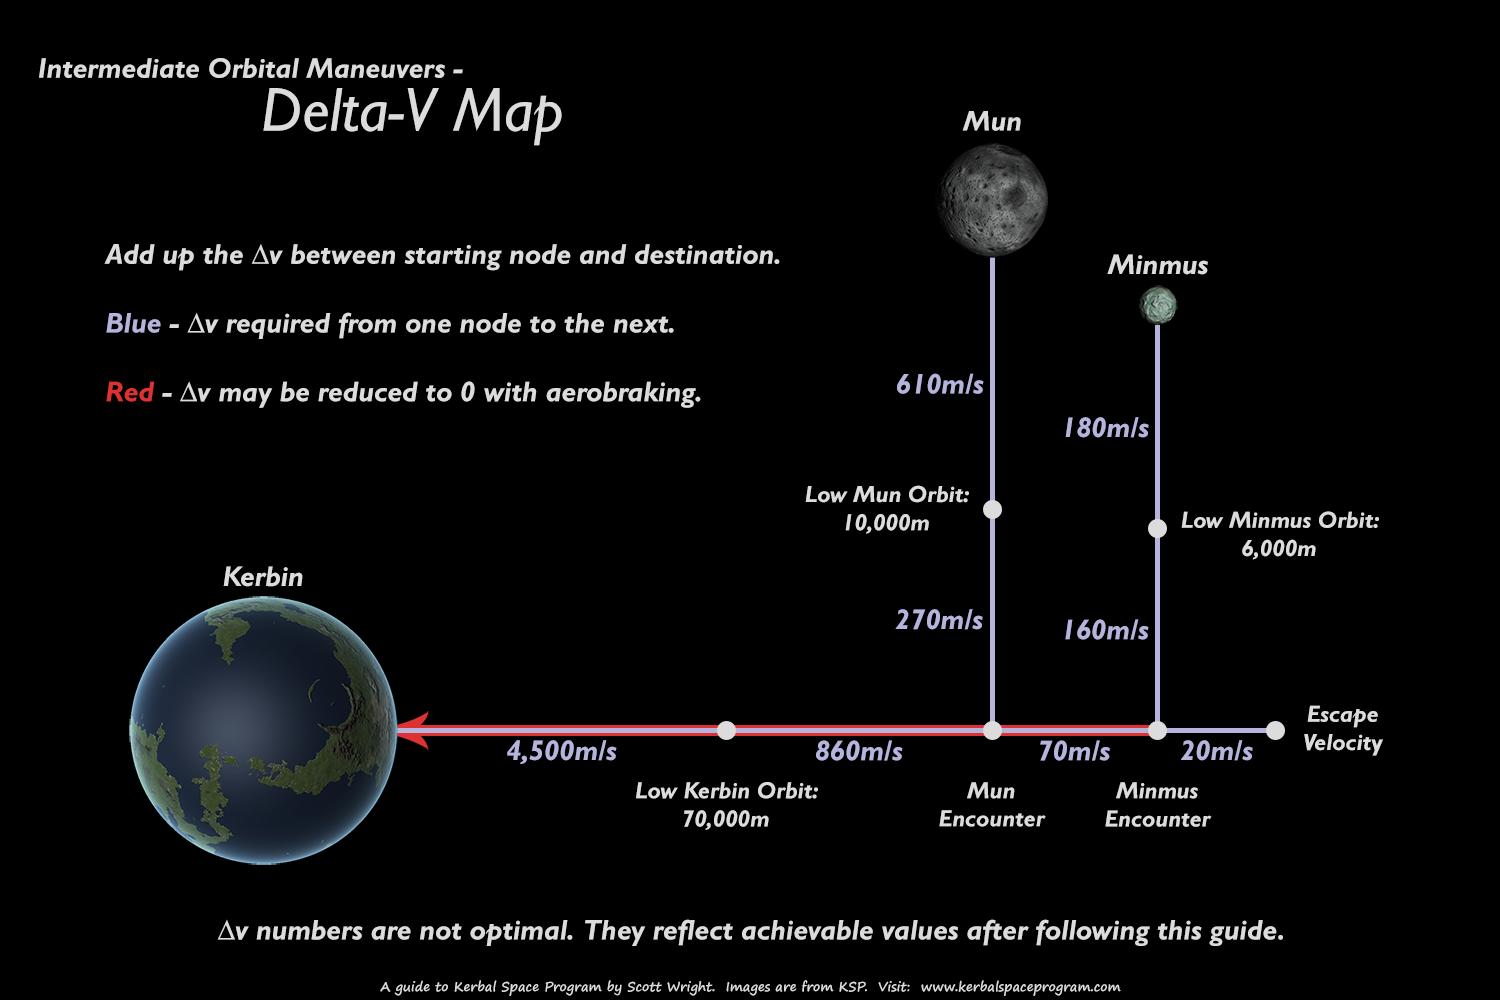 Intermediate Orbital Maneuvers -
Delta-V Map
Mun
Minmus
Add up the Δv between starting node and destination.
Blue - Δv required from one node to the next.
Red - Δv may be reduced to 0 with aerobraking.
610m/s
180m/s
Low Mun Orbit:
10,000m
Low Minmus Orbit:
6,000m
Kerbin
270m/s
160m/s
Escape
Velocity
4,500m/s
860m/s
70m/s
20m/s
Low Kerbin Orbit:
70,000m
Mun
Encounter
Minmus
Encounter
Δv numbers are not optimal. They reflect achievable values after following this guide.
A guide to Kerbal Space Program by Scott Wright. Images are from KSP. Visit: www.kerbalspaceprogram.com